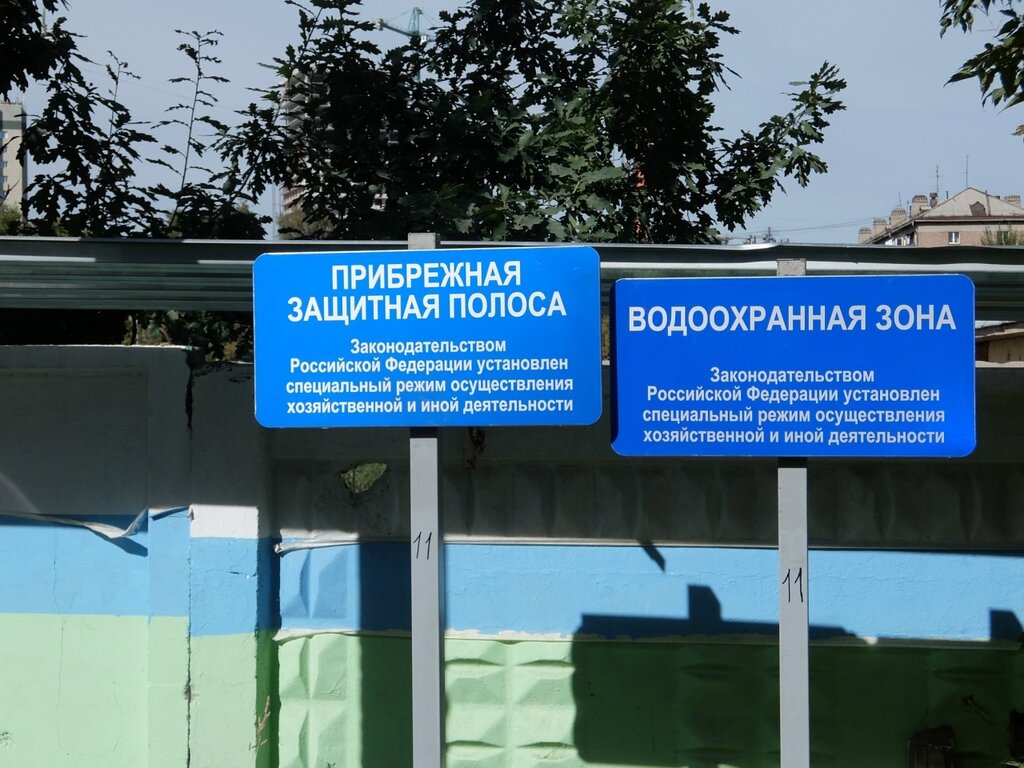 ПРИБРЕЖНАЯ
ЗАЩИТНАЯ ПОЛОСА
Законодательством
Российской Федерации установлен
специальный режим осуществления
хозяйственной и иной деятельности
11
ВОДООХРАННАЯ ЗОНА
Законодательством
Российской Федерации установлен
специальный режим осуществления
хозяйственной и иной деятельности
11